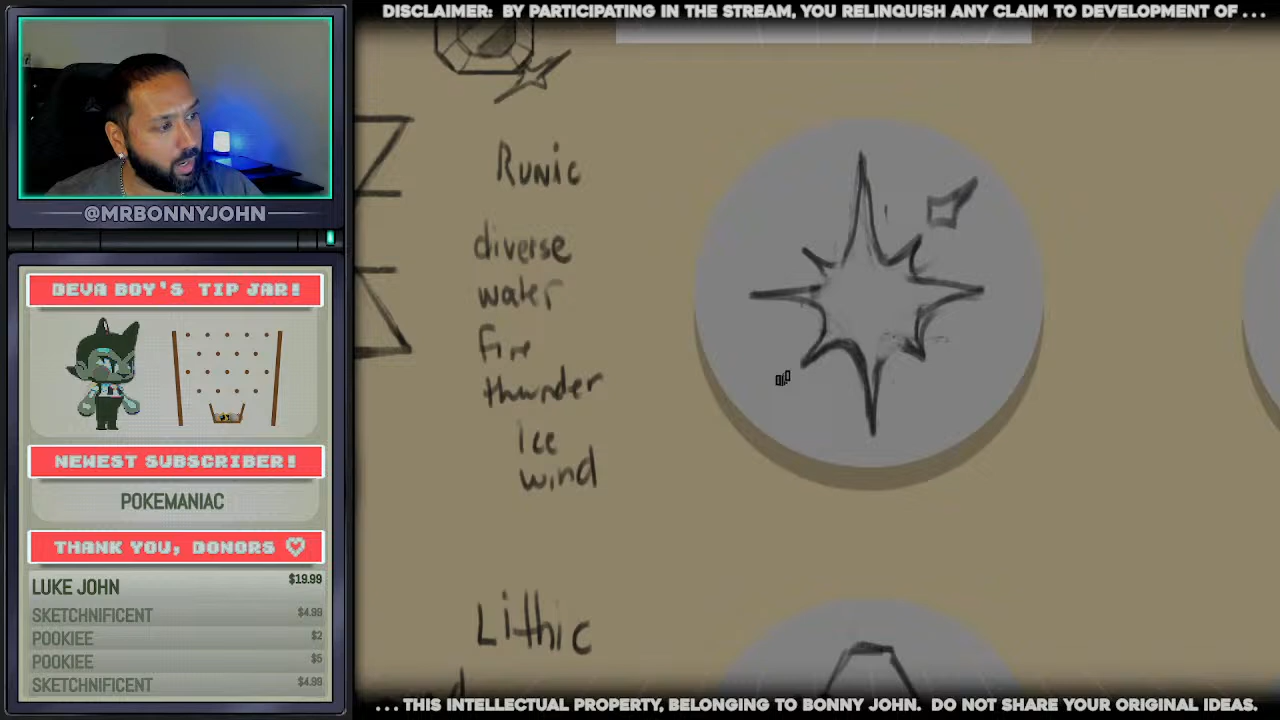 DISCLAIMER: BY PARTICIPATING IN THE STREAM, YOU RELINQUISH ANY CLAIM TO DEVELOPMENT OF . . .
@MRBONNYJOHN
DEVA BOY'S TIP JAR!
NEWEST SUBSCRIBER!
POKEMANIAC
THANK YOU, DONORS
LUKE JOHN $19.99
SKETCHNIFICENT $4.99
POOKIEE $2
POOKIEE $5
SKETCHNIFICENT $4.99
Runic
diverse
water
fire
thunder
ice
wind
Lithic
. . . THIS INTELLECTUAL PROPERTY, BELONGING TO BONNY JOHN. DO NOT SHARE YOUR ORIGINAL IDEAS.